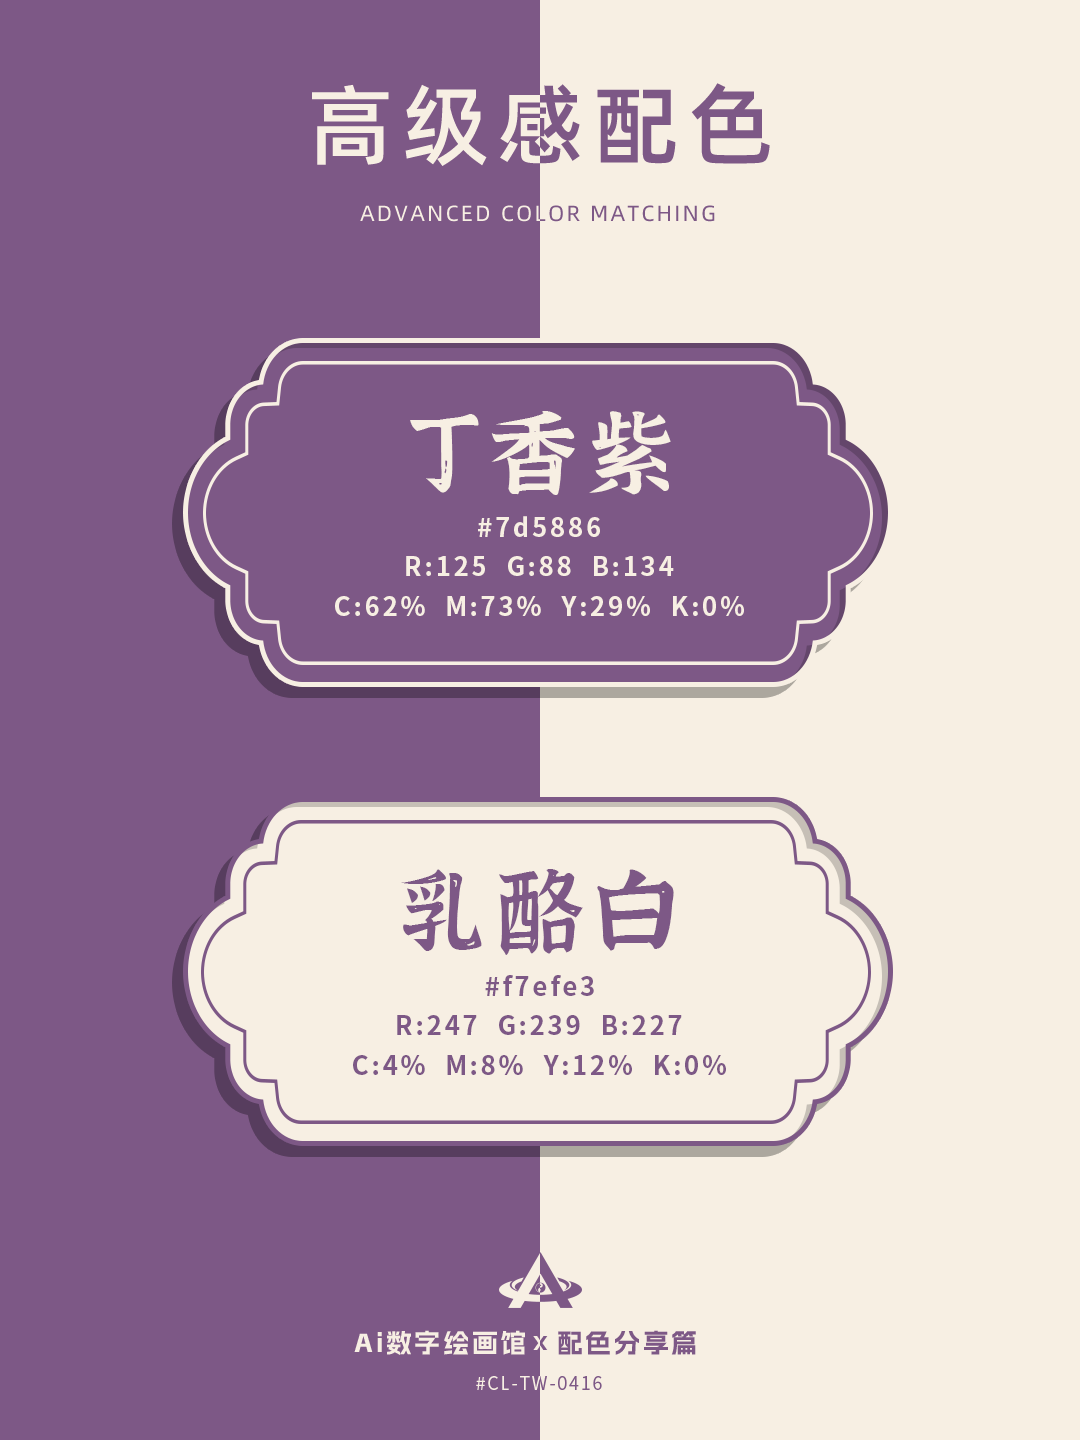 高级感配色
ADVANCED COLOR MATCHING
丁香紫
#7d5886
R:125 G:88 B:134
C:62% M:73% Y:29% K:0%
乳酪白
#f7efe3
R:247 G:239 B:227
C:4% M:8% Y:12% K:0%
Ai数字绘画馆 x 配色分享篇
#CL-TW-0416